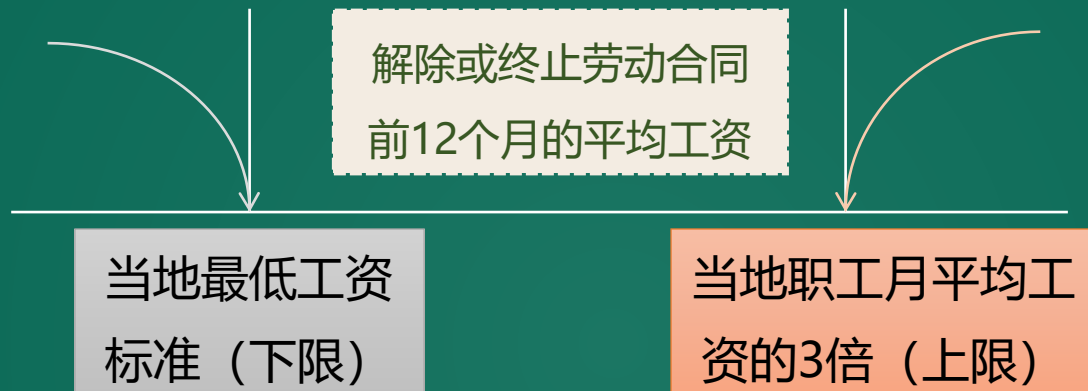 解除或终止劳动合同
前12个月的平均工资
当地最低工资
标准（下限）
当地职工月平均工
资的3倍（上限）